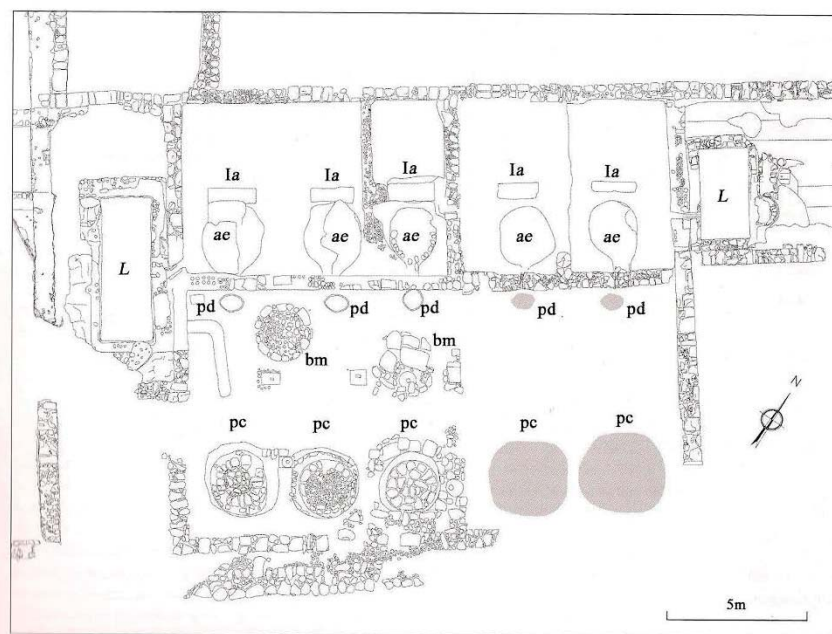 Ia Ia Ia Ia Ia
L
L
ae ae ae ae ae
pd pd pd pd pd
bm bm
N
pc pc pc pc pc
5m